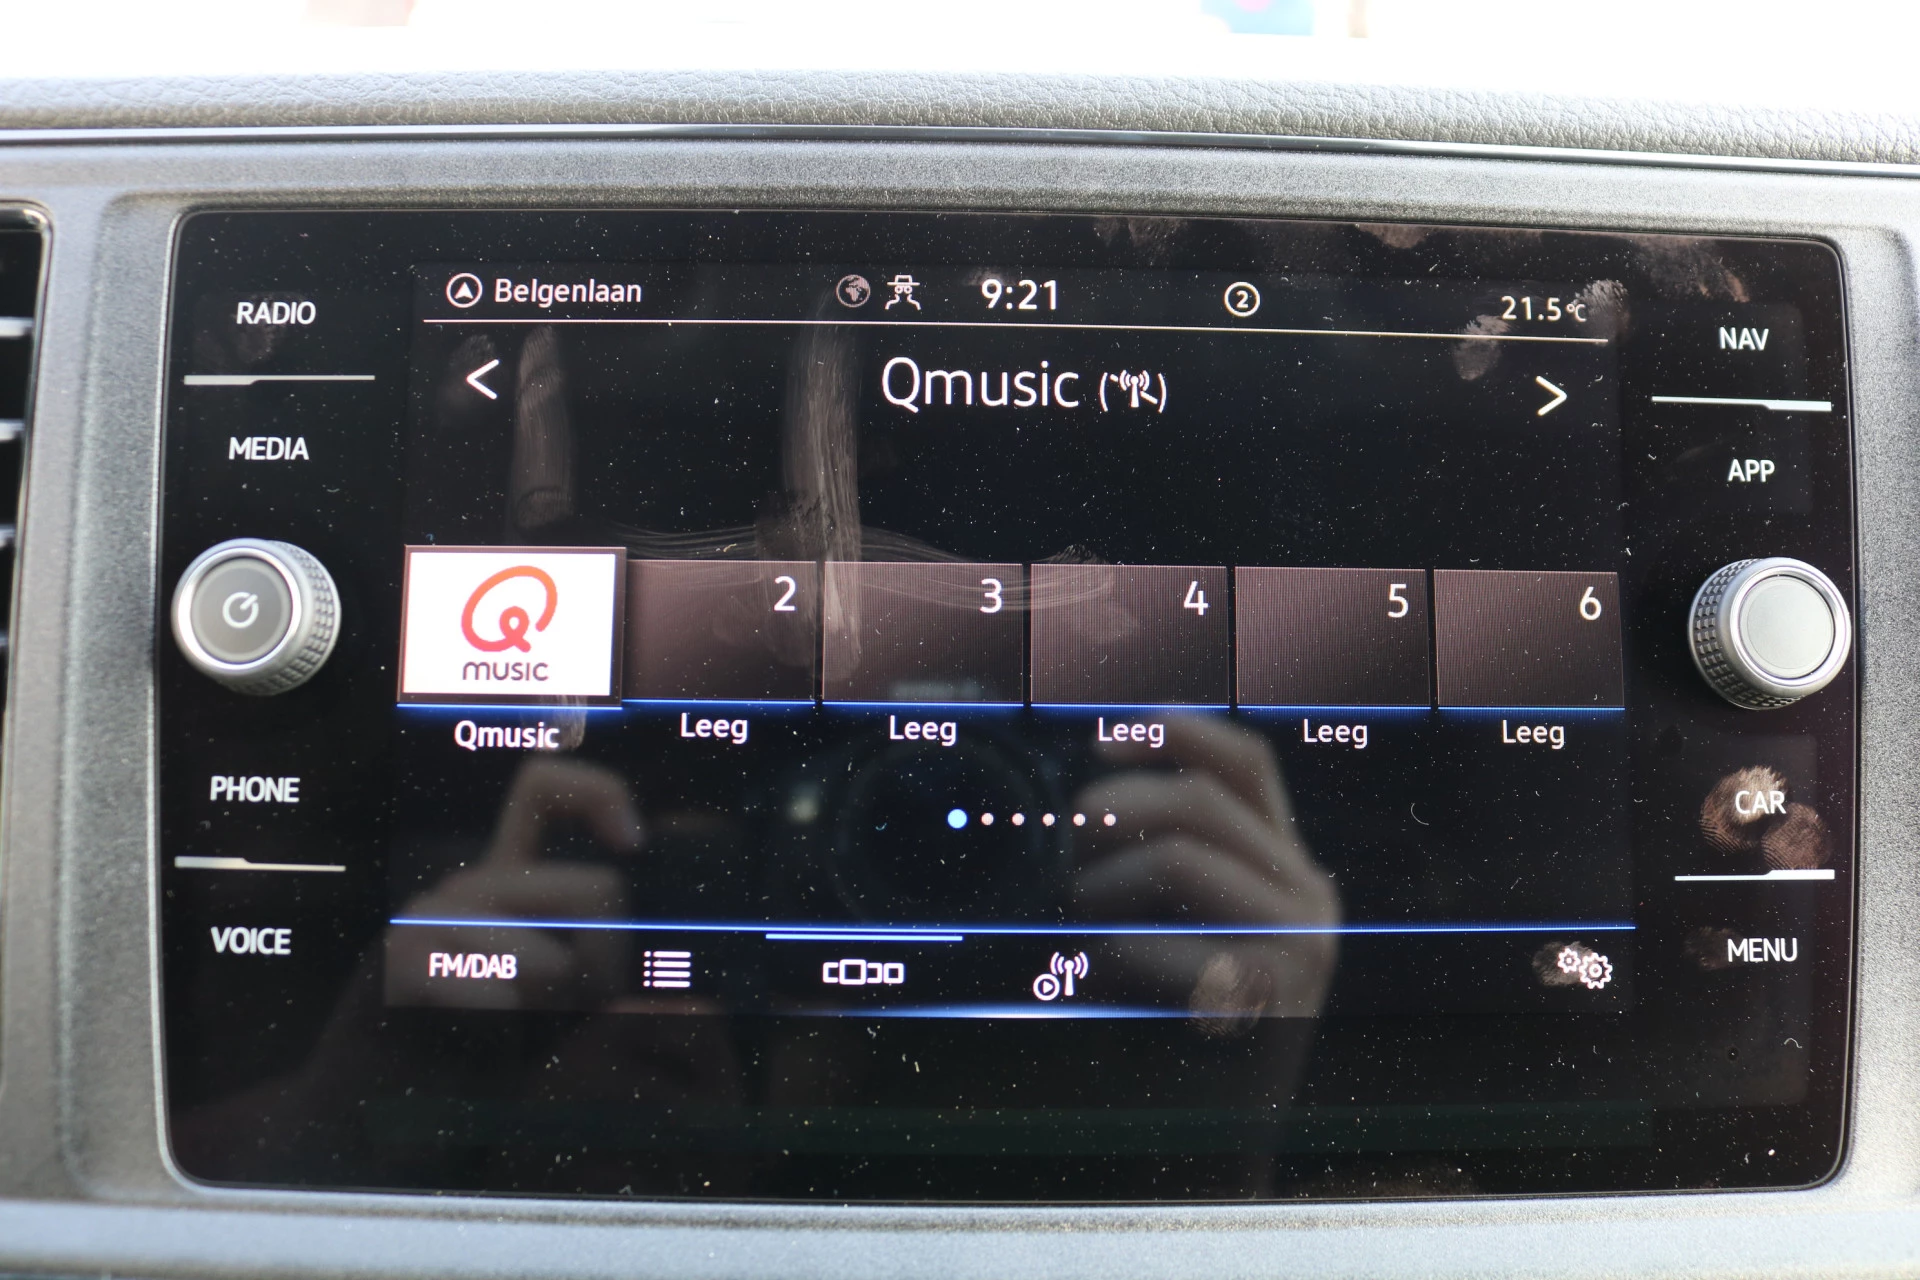 Belgenlaan 9:21 2 21.5°C
RADIO
NAV
< Qmusic >
MEDIA
APP
2 3 4 5 6
Q music
Qmusic Leeg Leeg Leeg Leeg Leeg
PHONE
CAR
VOICE
FM/DAB
MENU